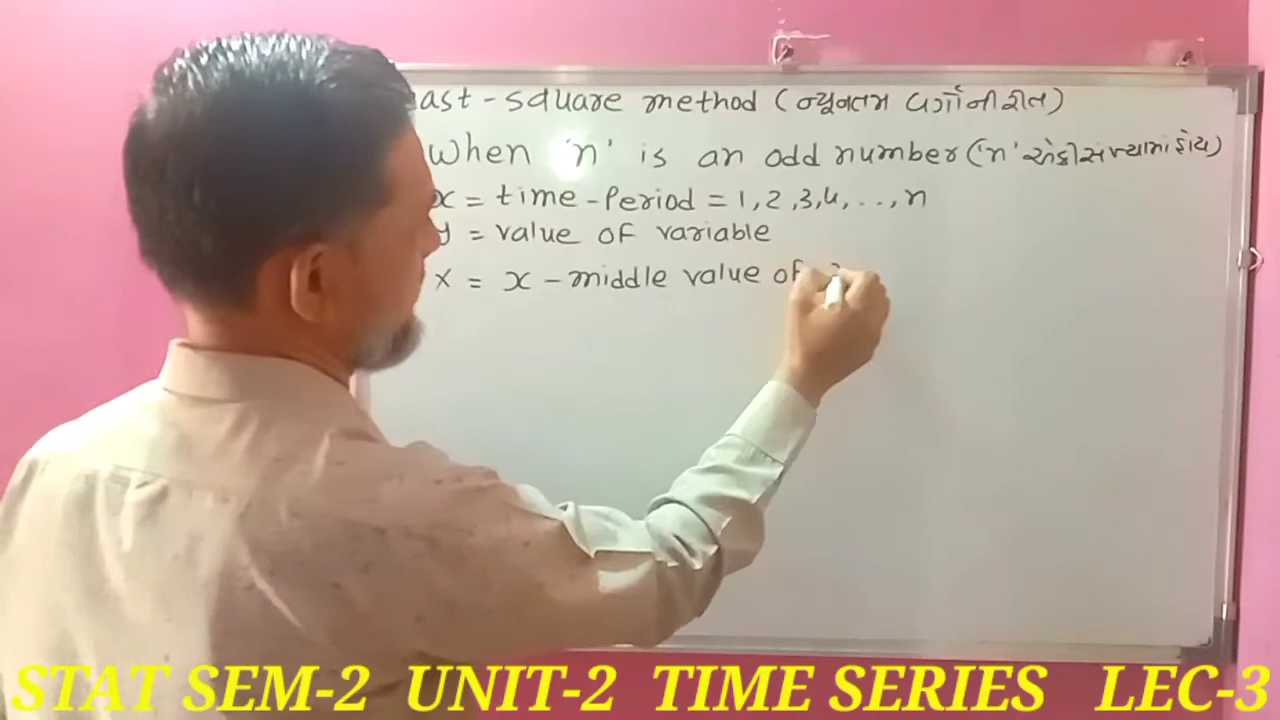 ast-square method (ન્યૂનતમ વર્ગોની રીત)
when 'n' is an odd number ('n' એકી સંખ્યામાં હોય)
x = time-Period = 1,2,3,4,...,n
y = value of variable
X = x - middle value of
STAT SEM-2 UNIT-2 TIME SERIES LEC-3